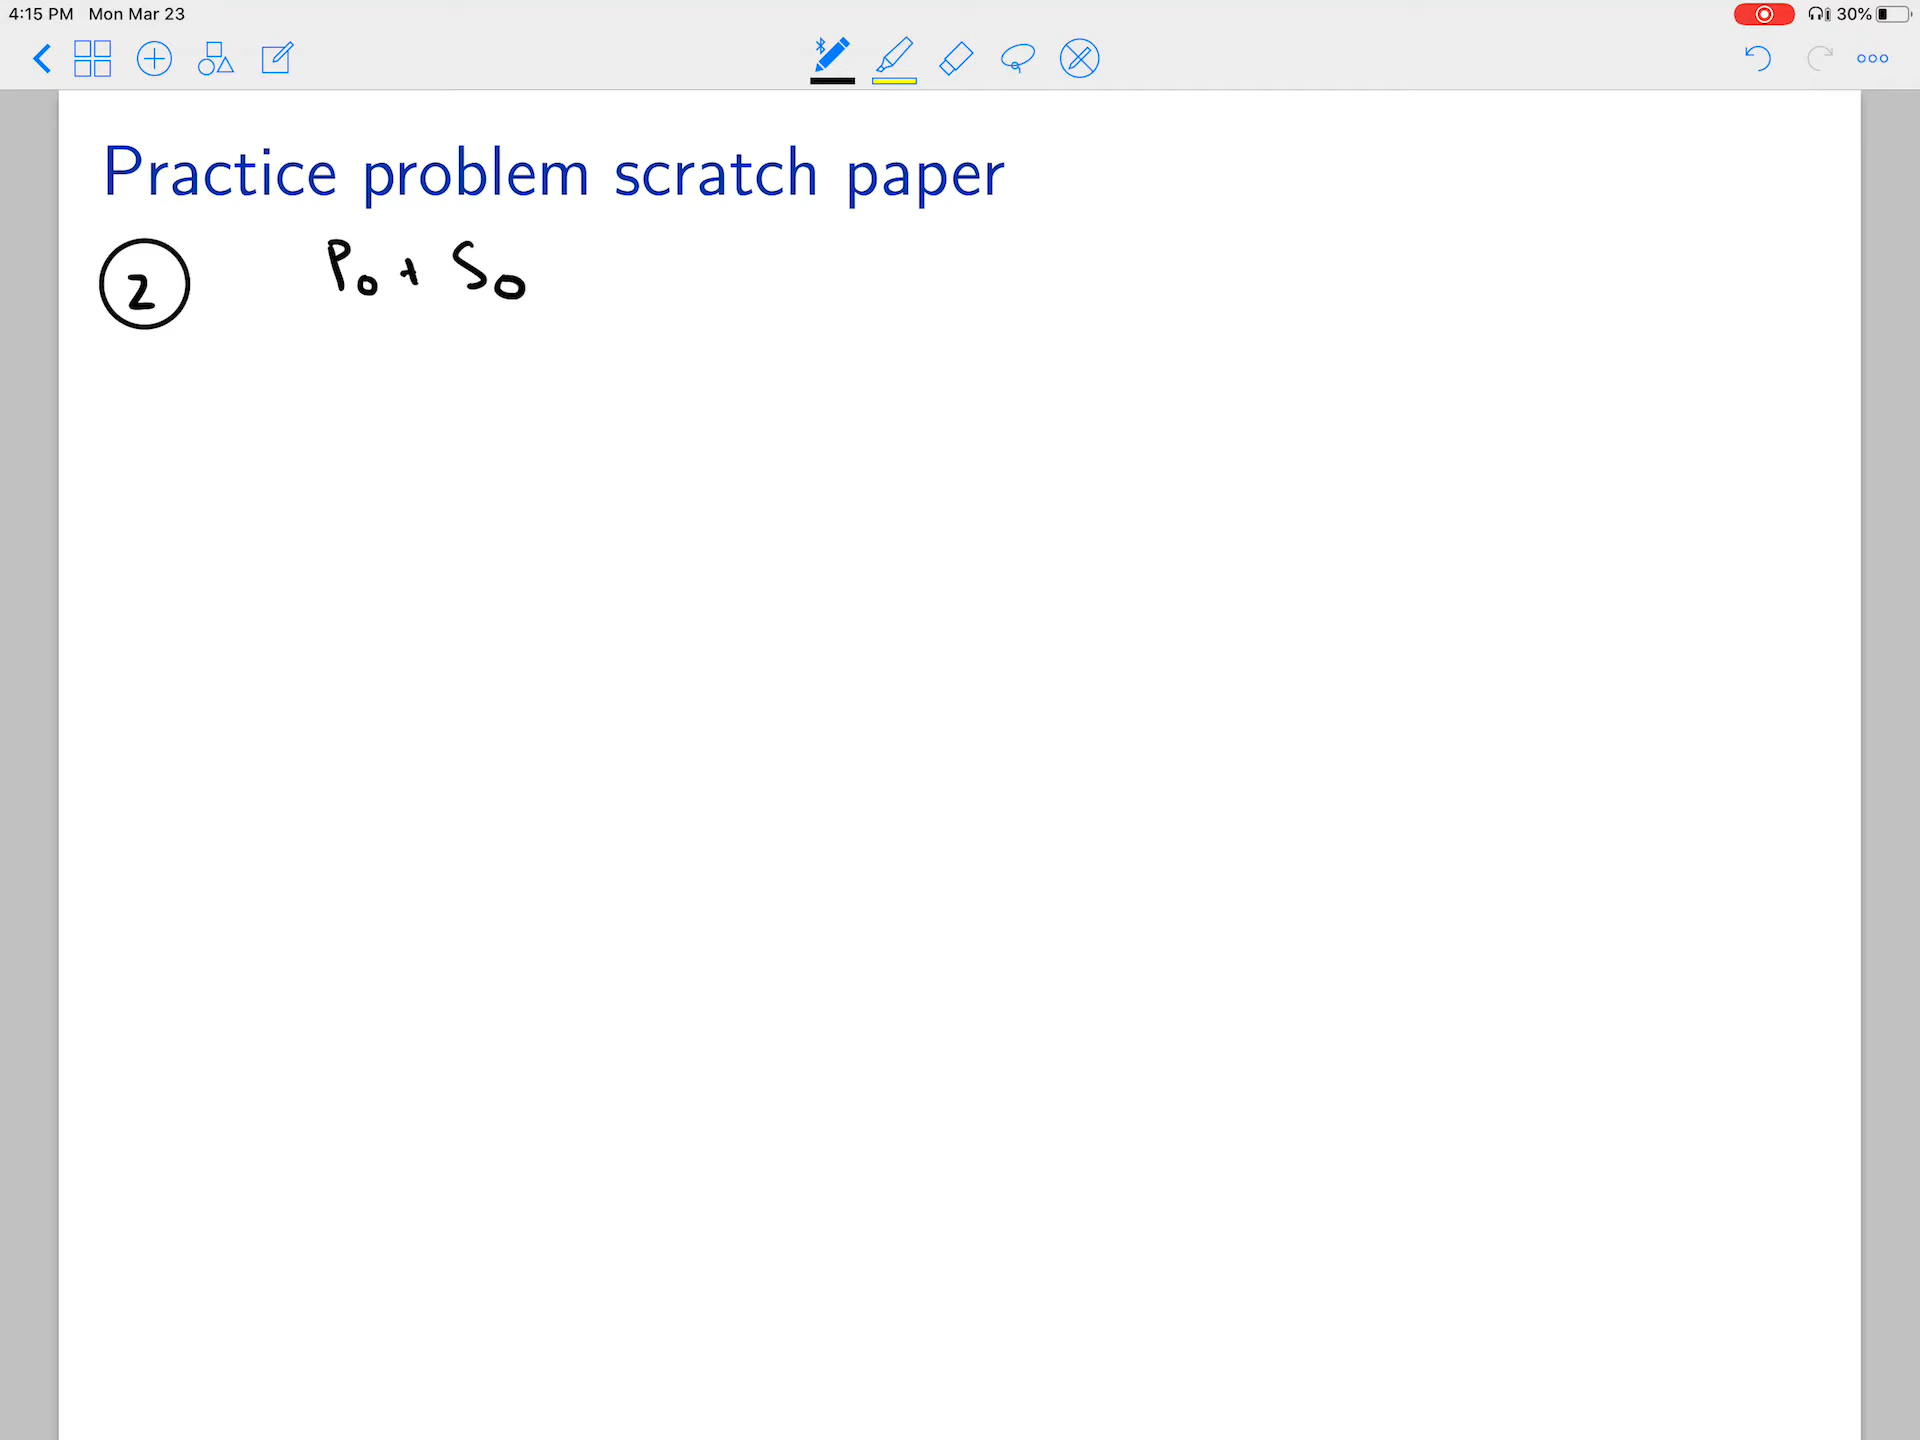 4:15 PM Mon Mar 23 30%
Practice problem scratch paper
2 P₀ + S₀